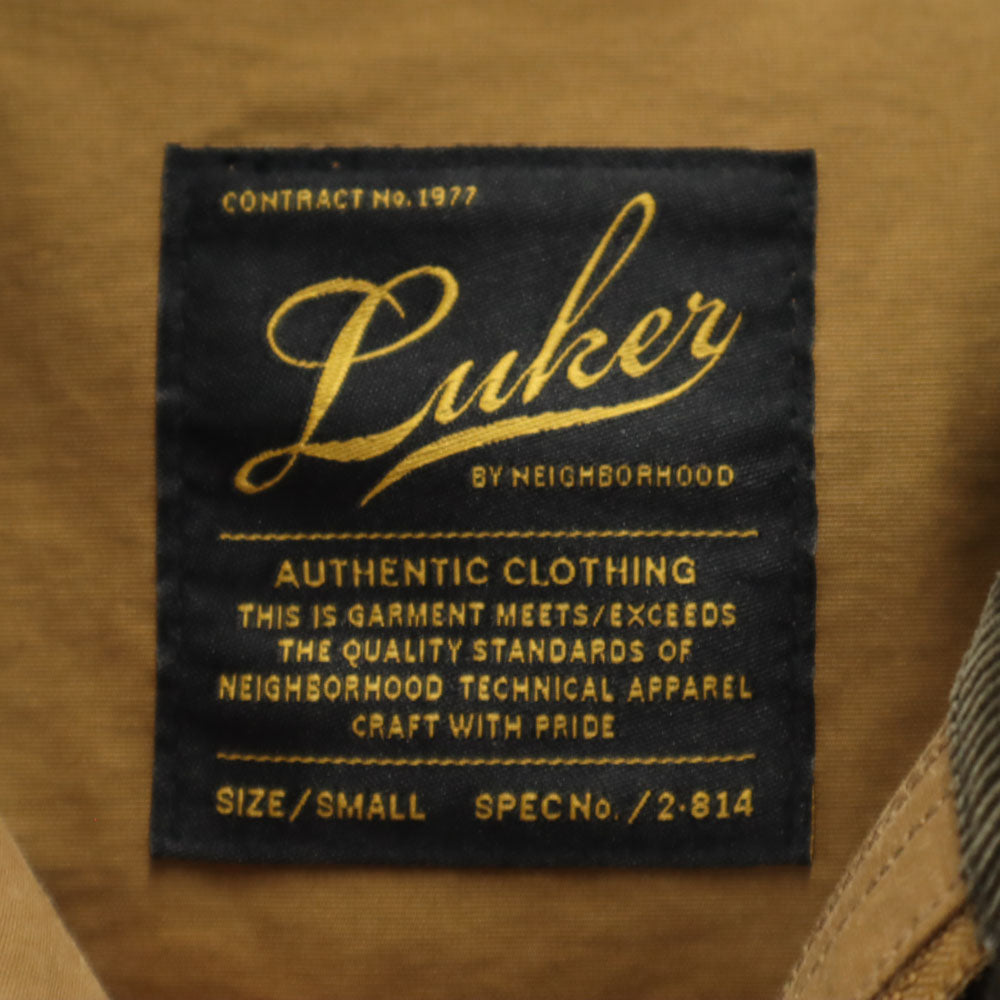 CONTRACT No. 1977
Luker
BY NEIGHBORHOOD
AUTHENTIC CLOTHING
THIS IS GARMENT MEETS/EXCEEDS
THE QUALITY STANDARDS OF
NEIGHBORHOOD TECHNICAL APPAREL
CRAFT WITH PRIDE
SIZE/SMALL SPEC No. /2-814